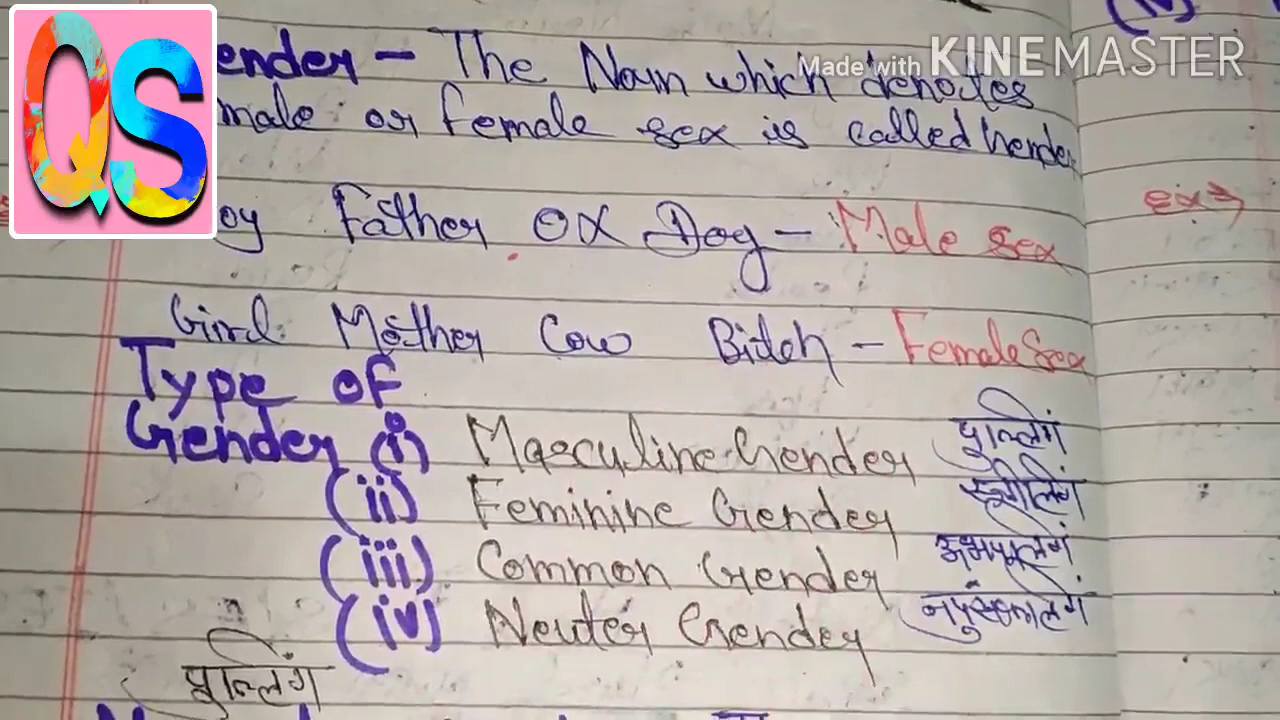 QS
Made with KINEMASTER
(iv)
ender - The Noun which denotes
male or female sex is called Gender
ex →
oy Father OX Dog - Male sex
Girl Mother Cow Bitch - Female Sex
Type of
Gender (i) Masculine Gender पुल्लिगं
(ii) Feminine Gender स्त्रीलिगं
(iii) Common Gender उभयलिगं
(iv) Neuter Gender नपुंसकलिगं
पुल्लिगं